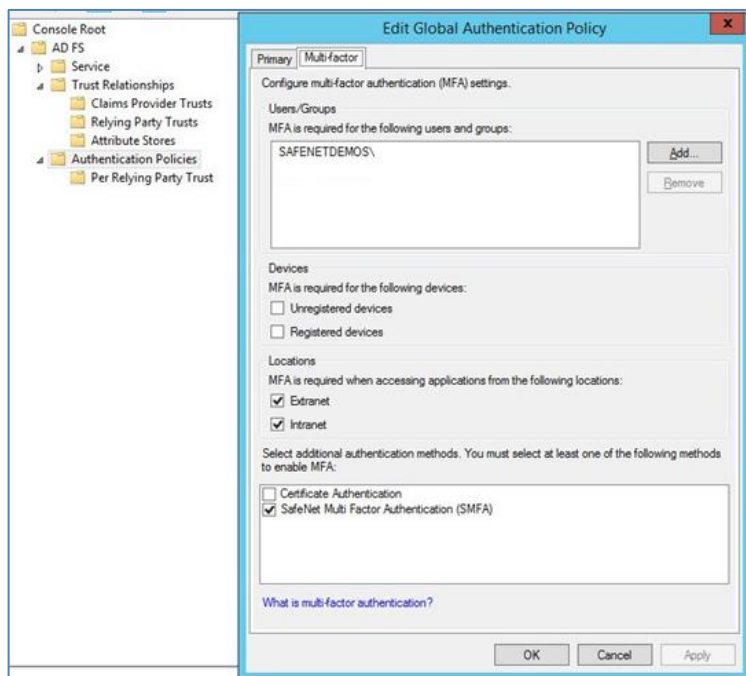 Console Root
AD FS
Service
Trust Relationships
Claims Provider Trusts
Relying Party Trusts
Attribute Stores
Authentication Policies
Per Relying Party Trust
Edit Global Authentication Policy
x
Primary Multi-factor
Configure multi-factor authentication (MFA) settings.
Users/Groups
MFA is required for the following users and groups:
SAFENETDEMOS\
Add...
Remove
Devices
MFA is required for the following devices:
Unregistered devices
Registered devices
Locations
MFA is required when accessing applications from the following locations:
Extranet
Intranet
Select additional authentication methods. You must select at least one of the following methods
to enable MFA:
Certificate Authentication
SafeNet Multi Factor Authentication (SMFA)
What is multi-factor authentication?
OK Cancel Apply